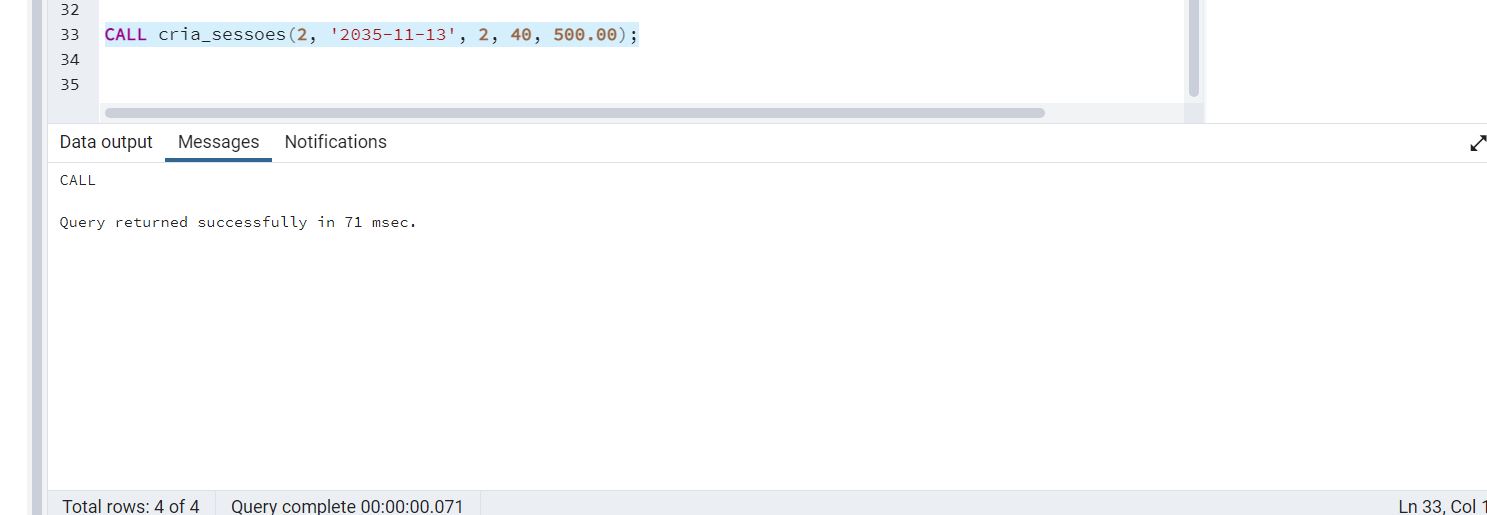 32
33 CALL cria_sessoes(2, '2035-11-13', 2, 40, 500.00);
34
35
Data output Messages Notifications
CALL
Query returned successfully in 71 msec.
Total rows: 4 of 4 Query complete 00:00:00.071 Ln 33, Col 1